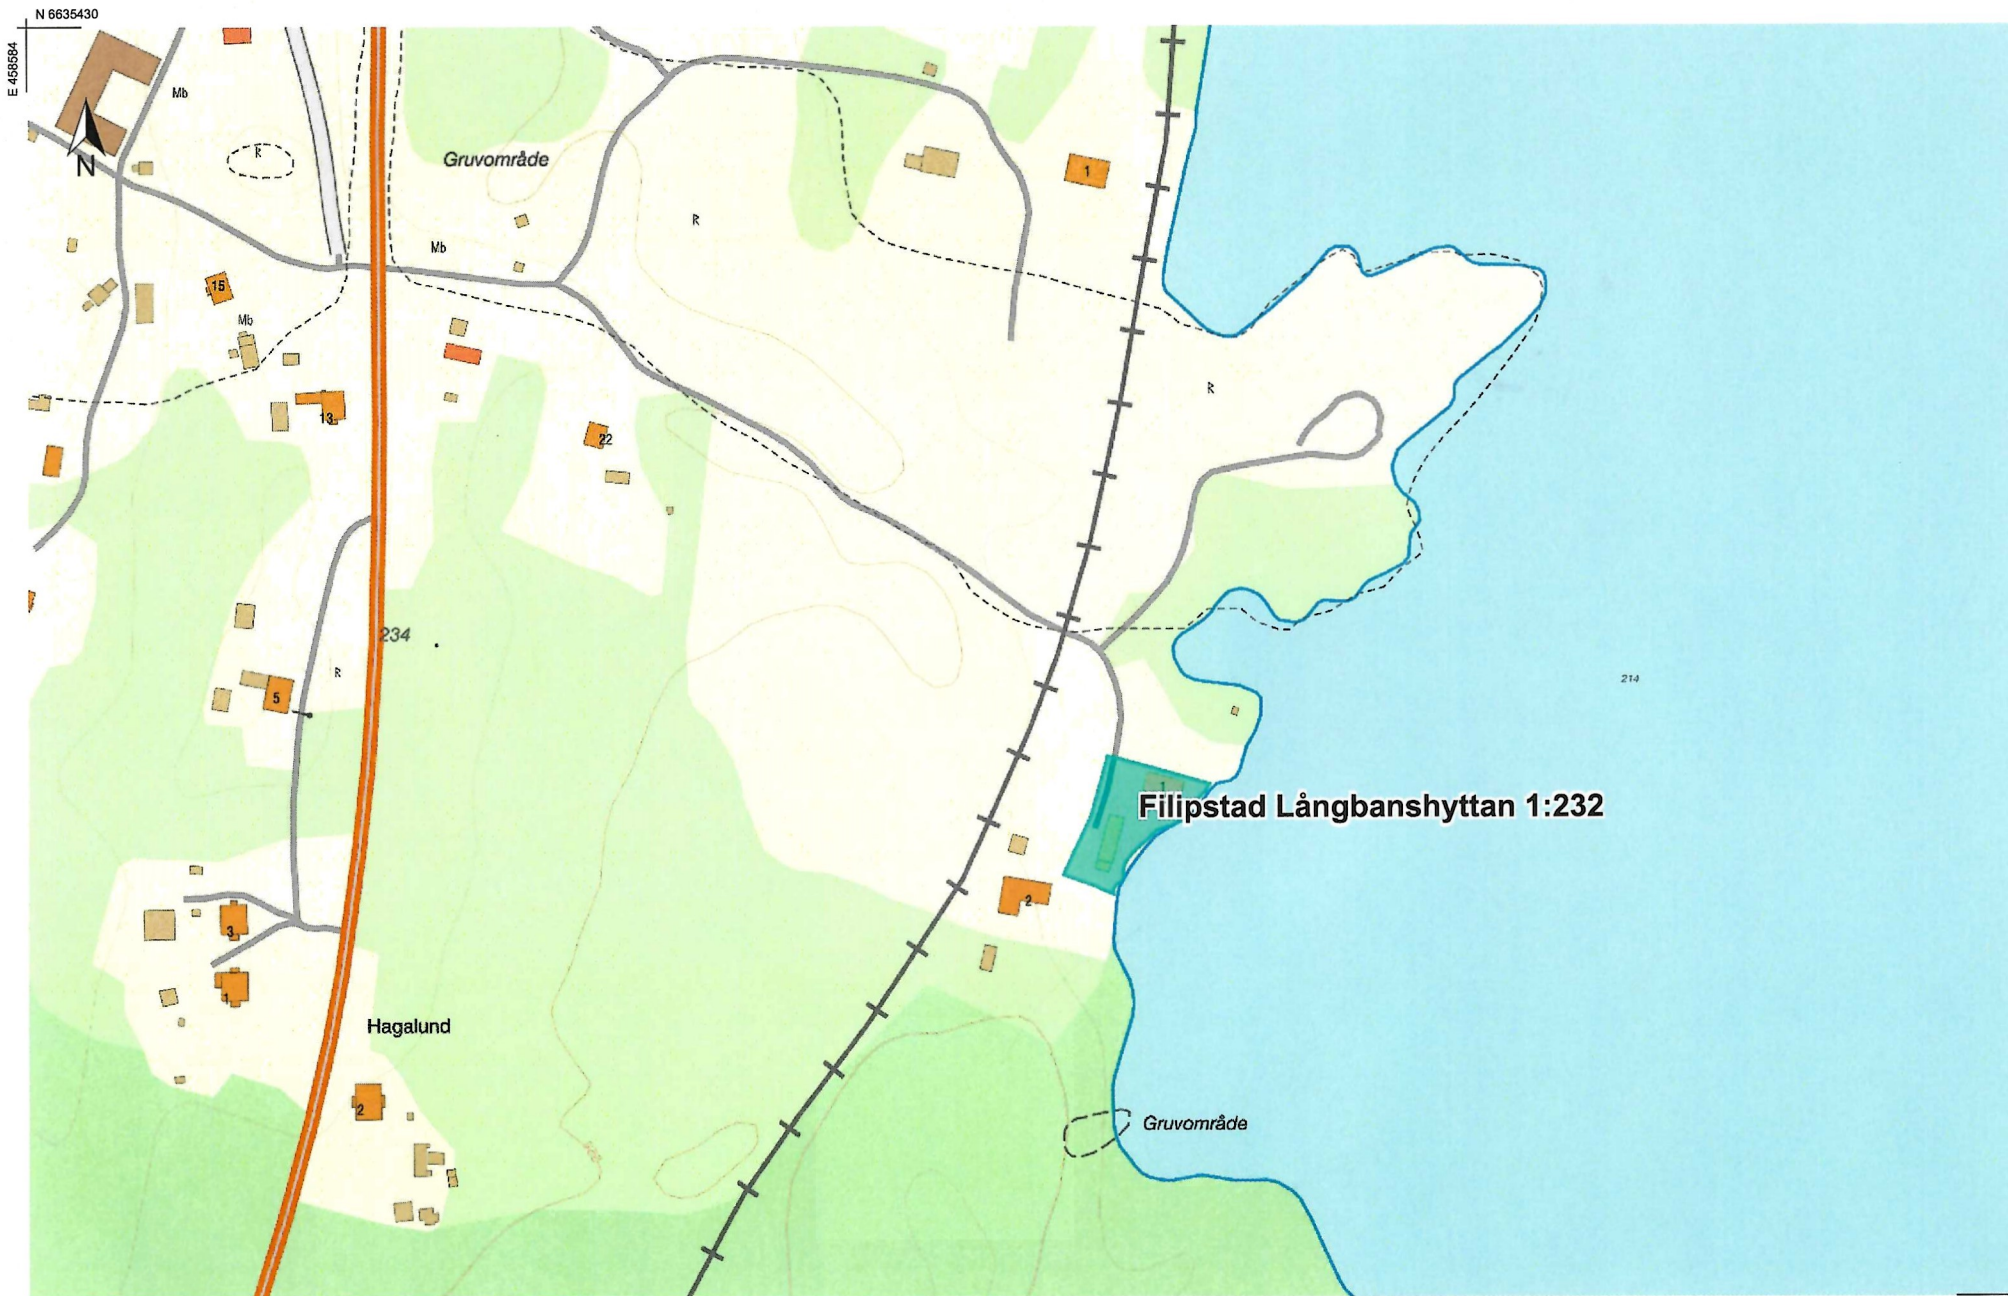 N 6635430
E 458584
Mb
R
N
Gruvområde
1
R
Mb
15
Mb
R
13
22
234
R
5
214
1
Filipstad Långbanshyttan 1:232
2
3
1
Hagalund
2
Gruvområde